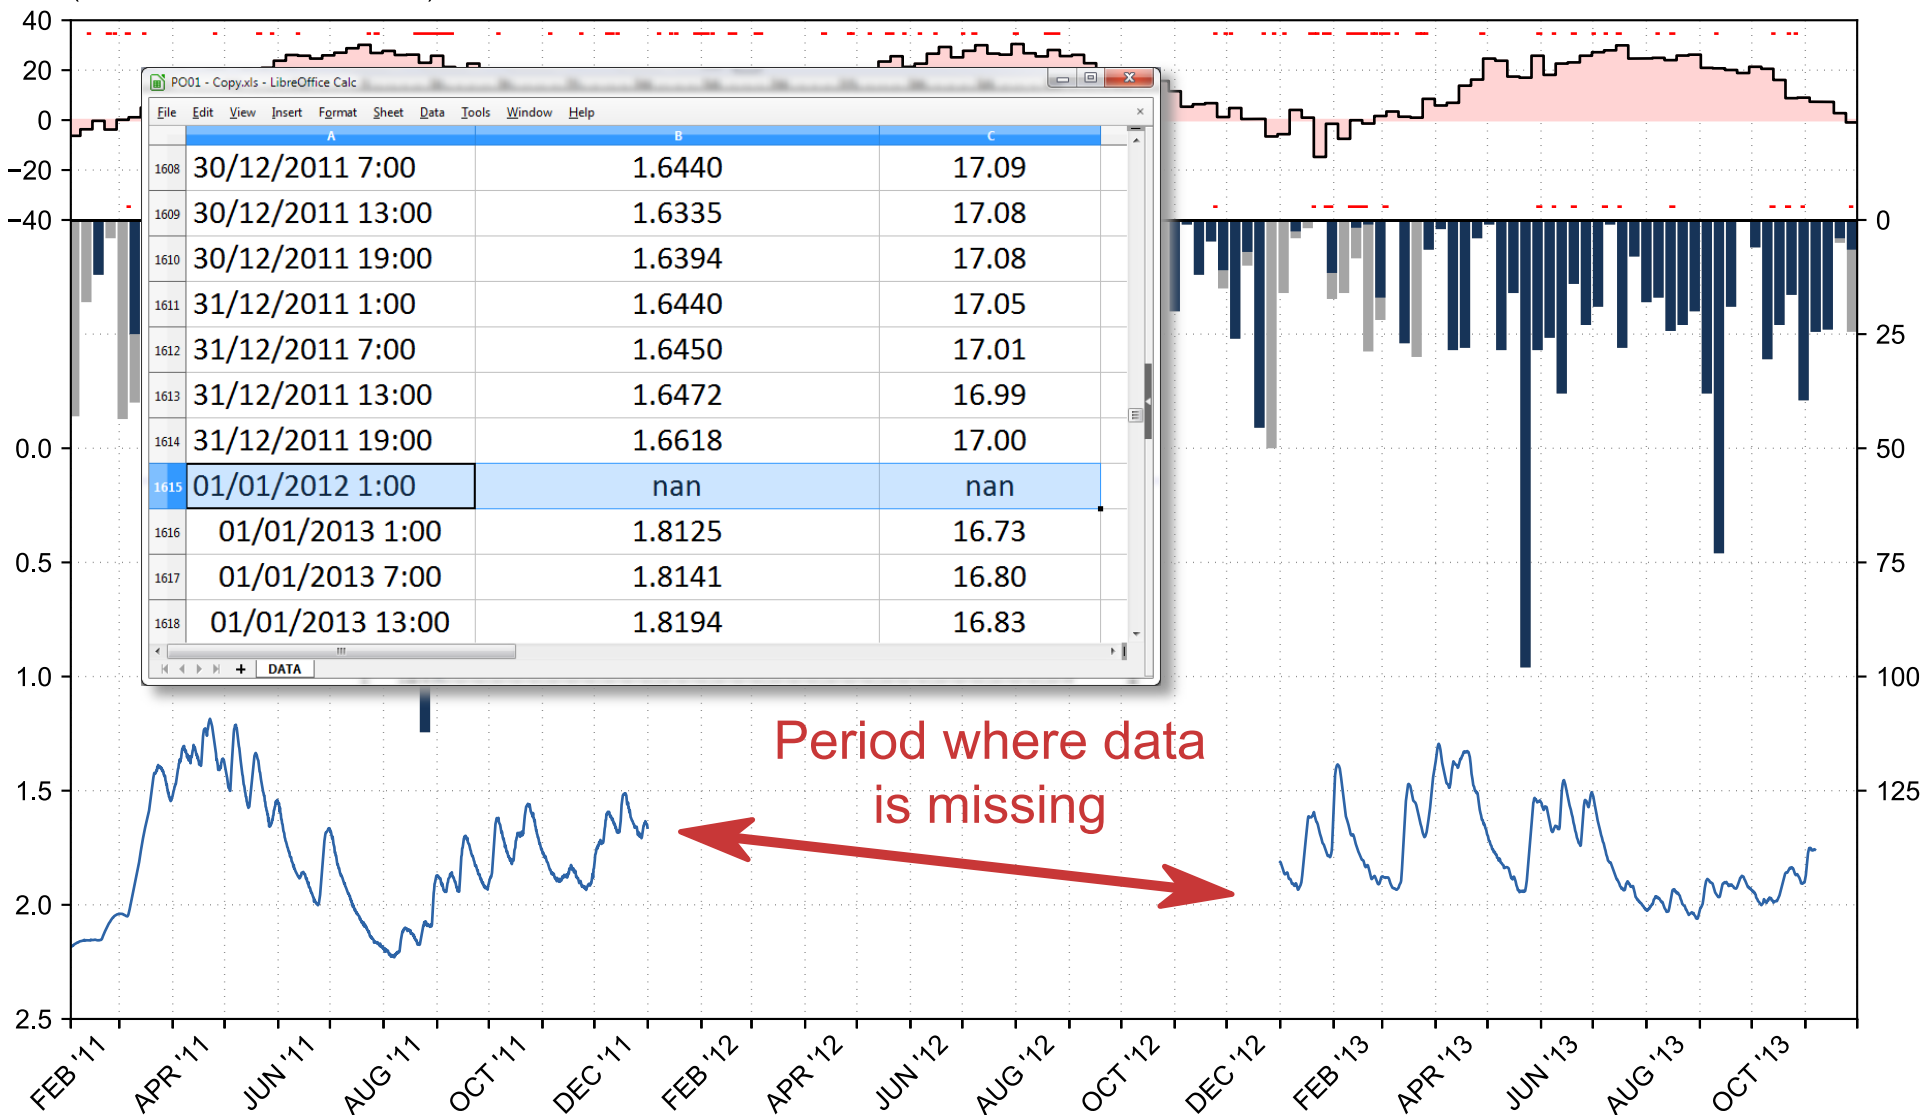 40
20
0
−20
−40
0.0
0.5
1.0
1.5
2.0
2.5
0
25
50
75
100
125
PO01 - Copy.xls - LibreOffice Calc
File Edit View Insert Format Sheet Data Tools Window Help
A B C
1608 30/12/2011 7:00 1.6440 17.09
1609 30/12/2011 13:00 1.6335 17.08
1610 30/12/2011 19:00 1.6394 17.08
1611 31/12/2011 1:00 1.6440 17.05
1612 31/12/2011 7:00 1.6450 17.01
1613 31/12/2011 13:00 1.6472 16.99
1614 31/12/2011 19:00 1.6618 17.00
1615 01/01/2012 1:00 nan nan
1616 01/01/2013 1:00 1.8125 16.73
1617 01/01/2013 7:00 1.8141 16.80
1618 01/01/2013 13:00 1.8194 16.83
DATA
Period where data
is missing
FEB '11 APR '11 JUN '11 AUG '11 OCT '11 DEC '11 FEB '12 APR '12 JUN '12 AUG '12 OCT '12 DEC '12 FEB '13 APR '13 JUN '13 AUG '13 OCT '13